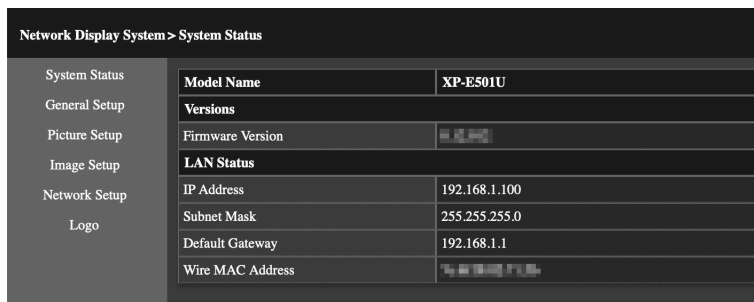 Network Display System> System Status
System Status
General Setup
Picture Setup
Image Setup
Network Setup
Logo
Model Name XP-E501U
Versions
Firmware Version
LAN Status
IP Address 192.168.1.100
Subnet Mask 255.255.255.0
Default Gateway 192.168.1.1
Wire MAC Address